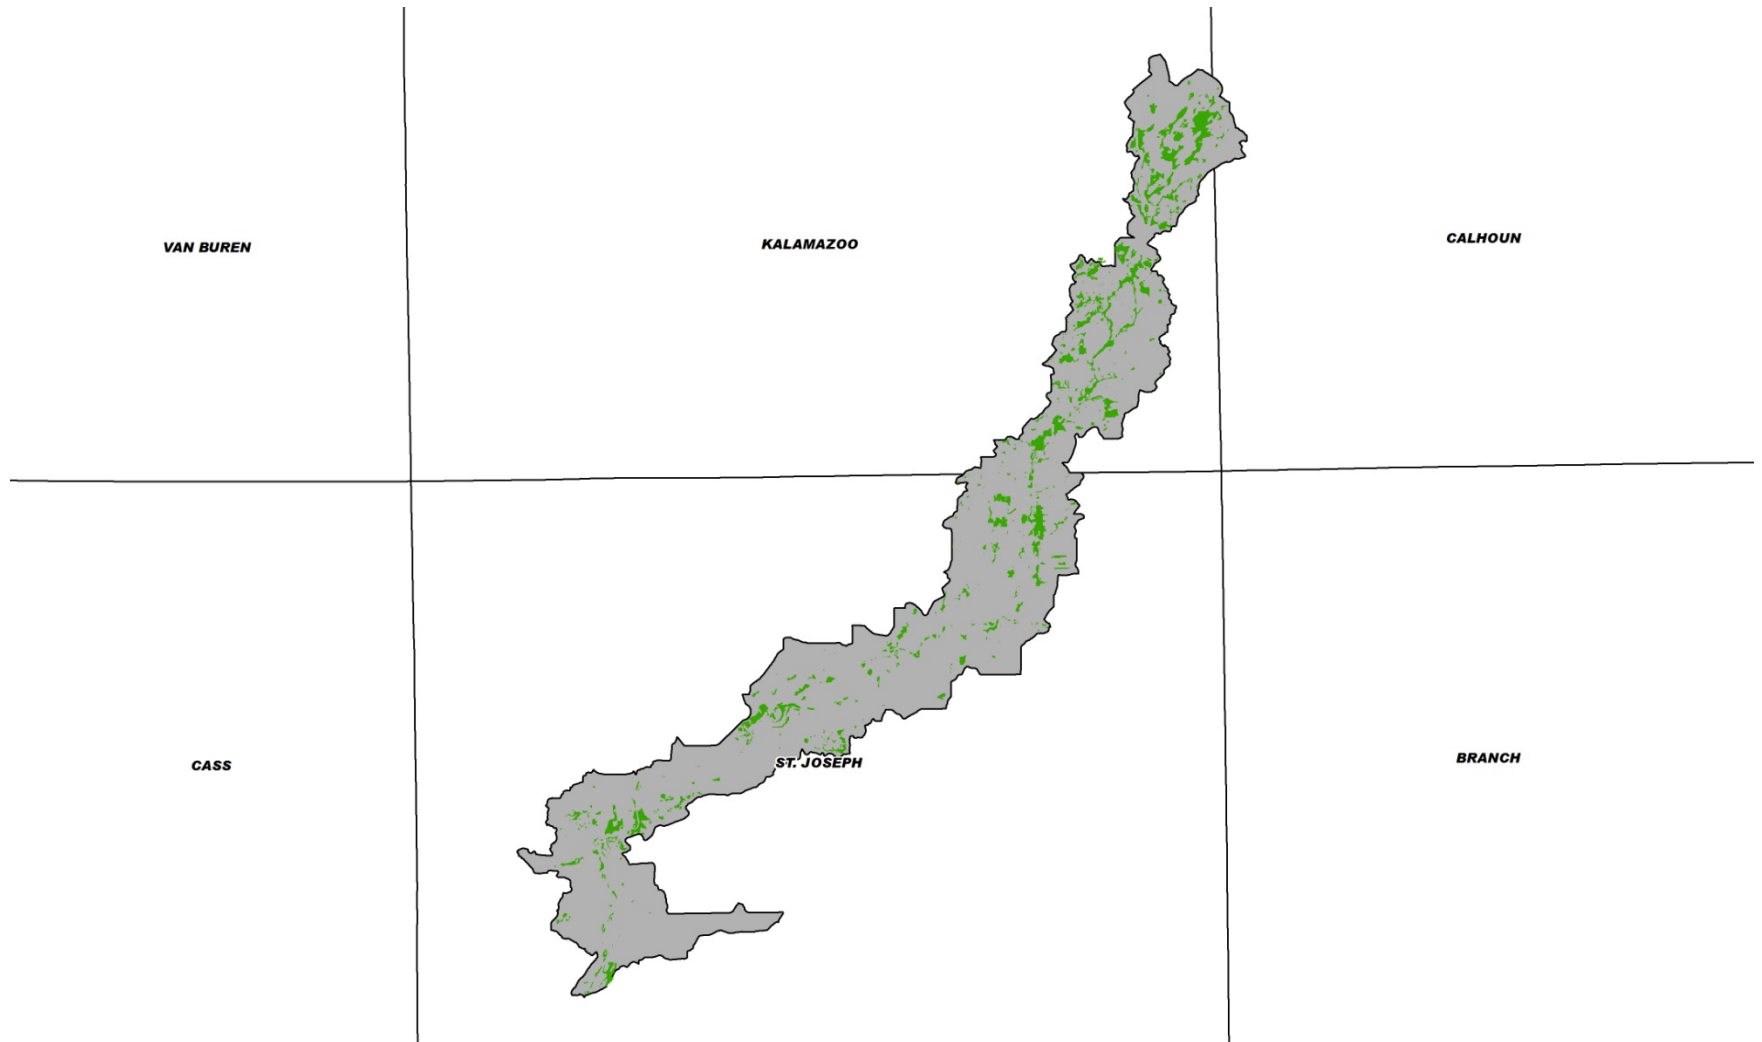 VAN BUREN
KALAMAZOO
CALHOUN
CASS
ST. JOSEPH
BRANCH